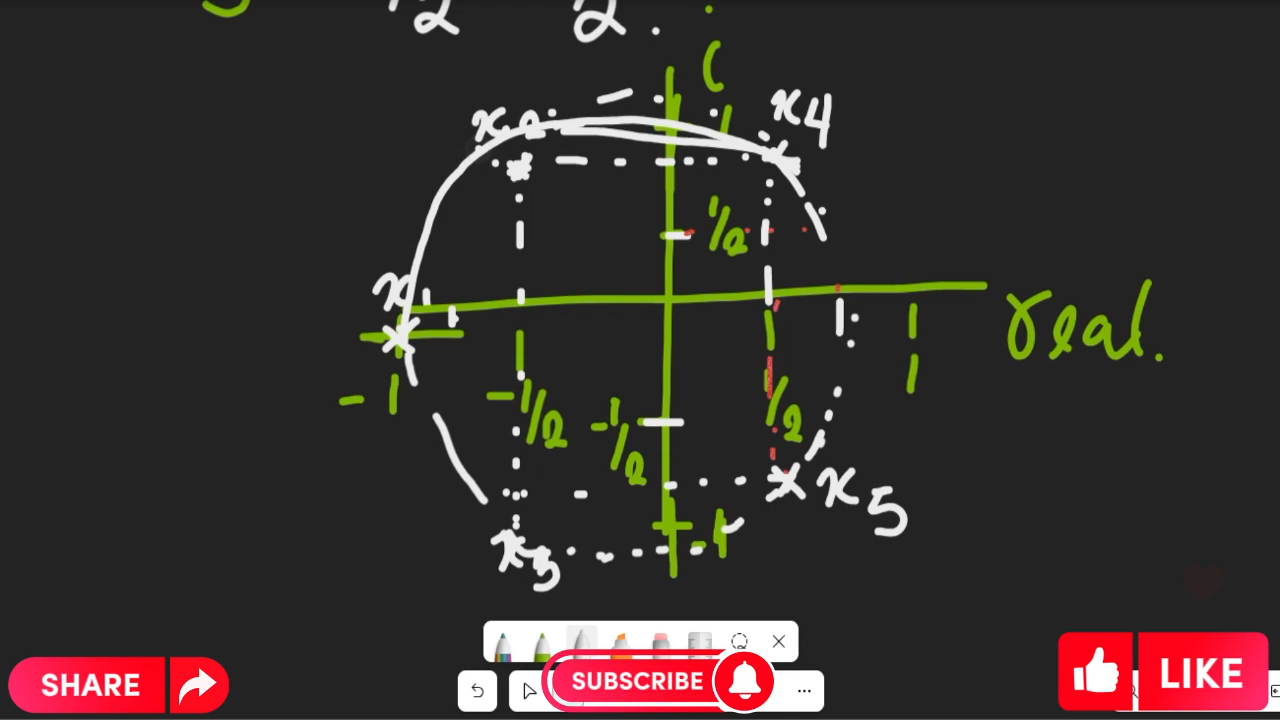 2 2.
i
x2 x4
1
1/2
x1
real.
-1 -1/2 -1/2 1/2 1
x5
-1
x3
SHARE SUBSCRIBE LIKE